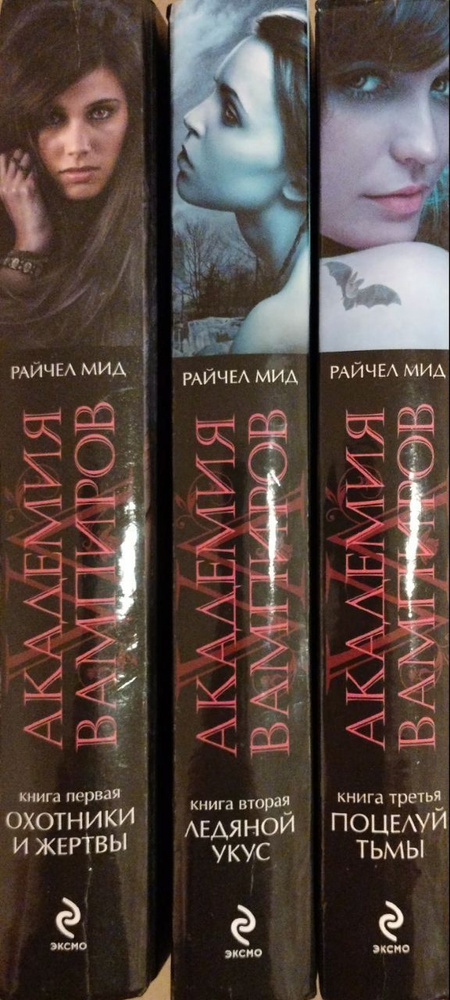 РАЙЧЕЛ МИД
АКАДЕМИЯ
ВАМПИРОВ
книга первая
ОХОТНИКИ
И ЖЕРТВЫ
ЭКСМО
РАЙЧЕЛ МИД
АКАДЕМИЯ
ВАМПИРОВ
книга вторая
ЛЕДЯНОЙ
УКУС
ЭКСМО
РАЙЧЕЛ МИД
АКАДЕМИЯ
ВАМПИРОВ
книга третья
ПОЦЕЛУЙ
ТЬМЫ
ЭКСМО